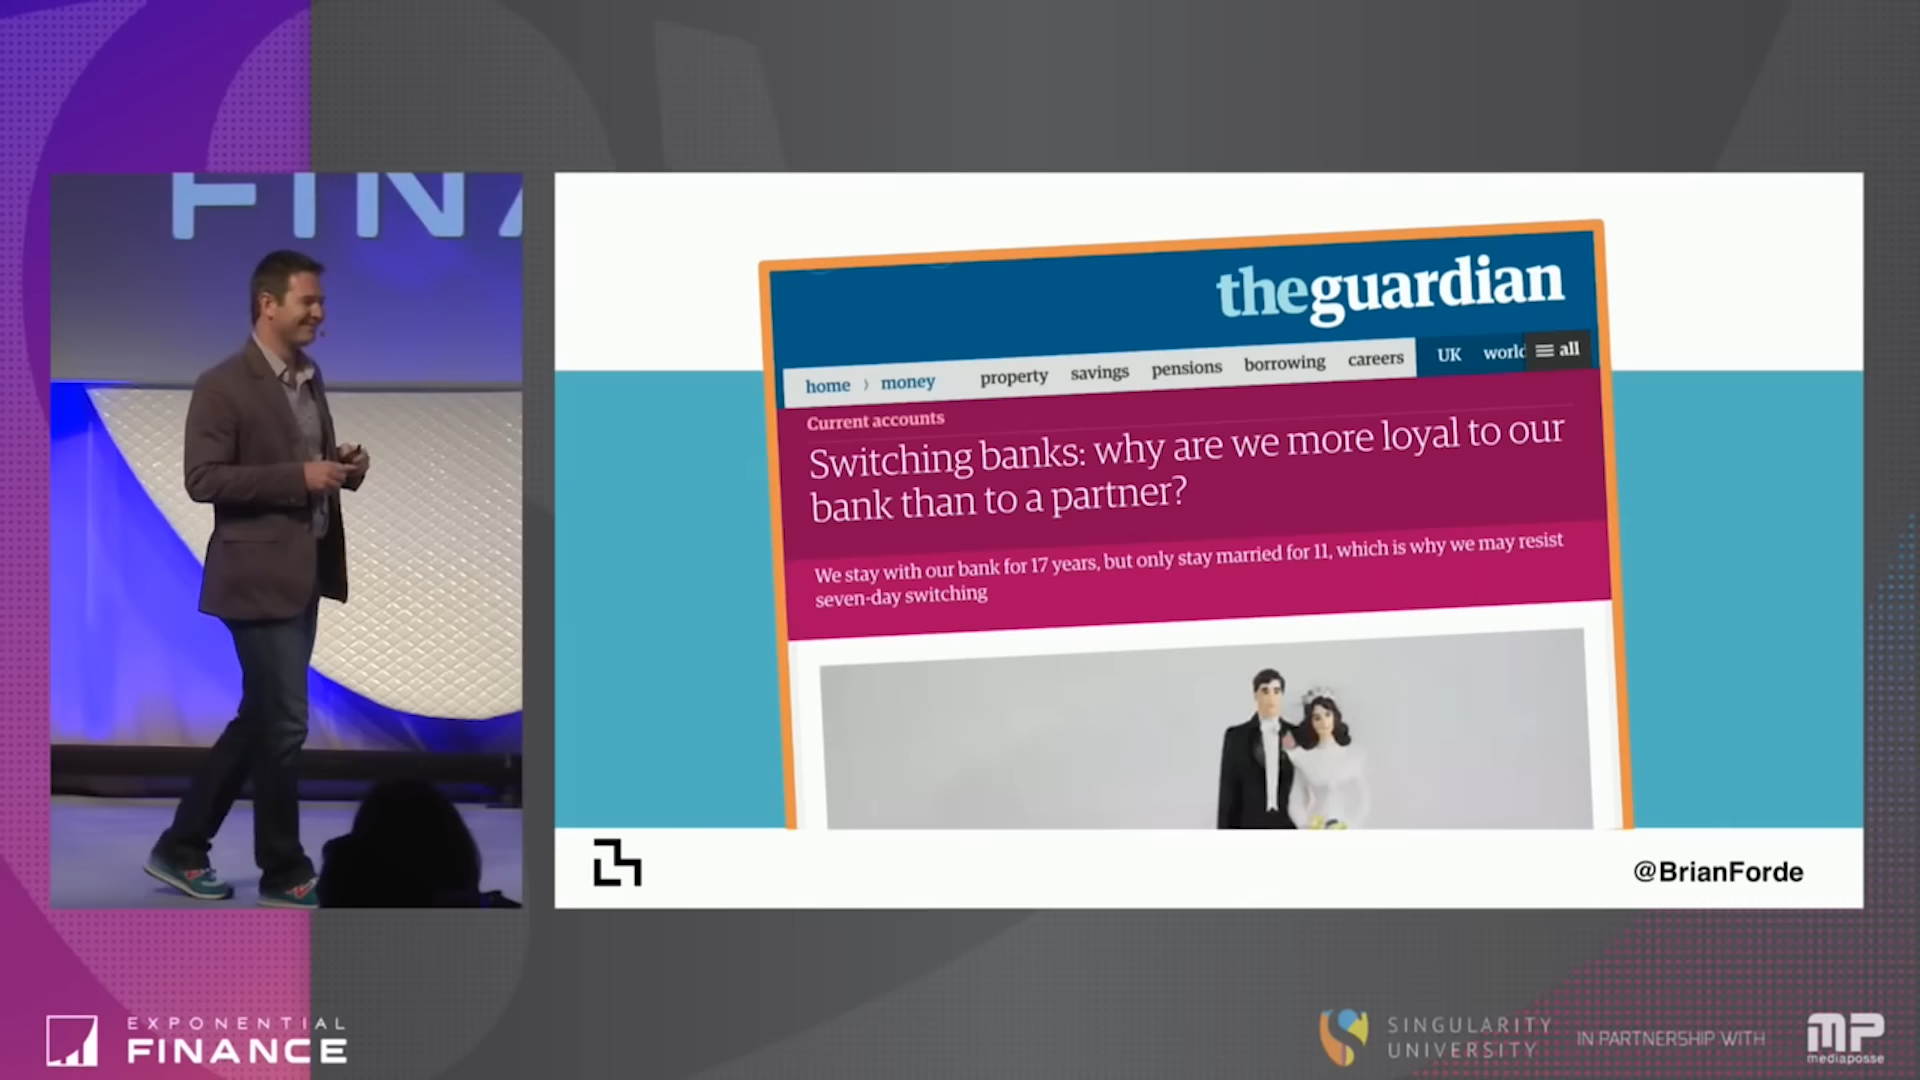 FINA
theguardian
home › money property savings pensions borrowing careers UK world all
Current accounts
Switching banks: why are we more loyal to our
bank than to a partner?
We stay with our bank for 17 years, but only stay married for 11, which is why we may resist
seven-day switching
@BrianForde
EXPONENTIAL
FINANCE
SINGULARITY
UNIVERSITY
IN PARTNERSHIP WITH
MP
mediaposse